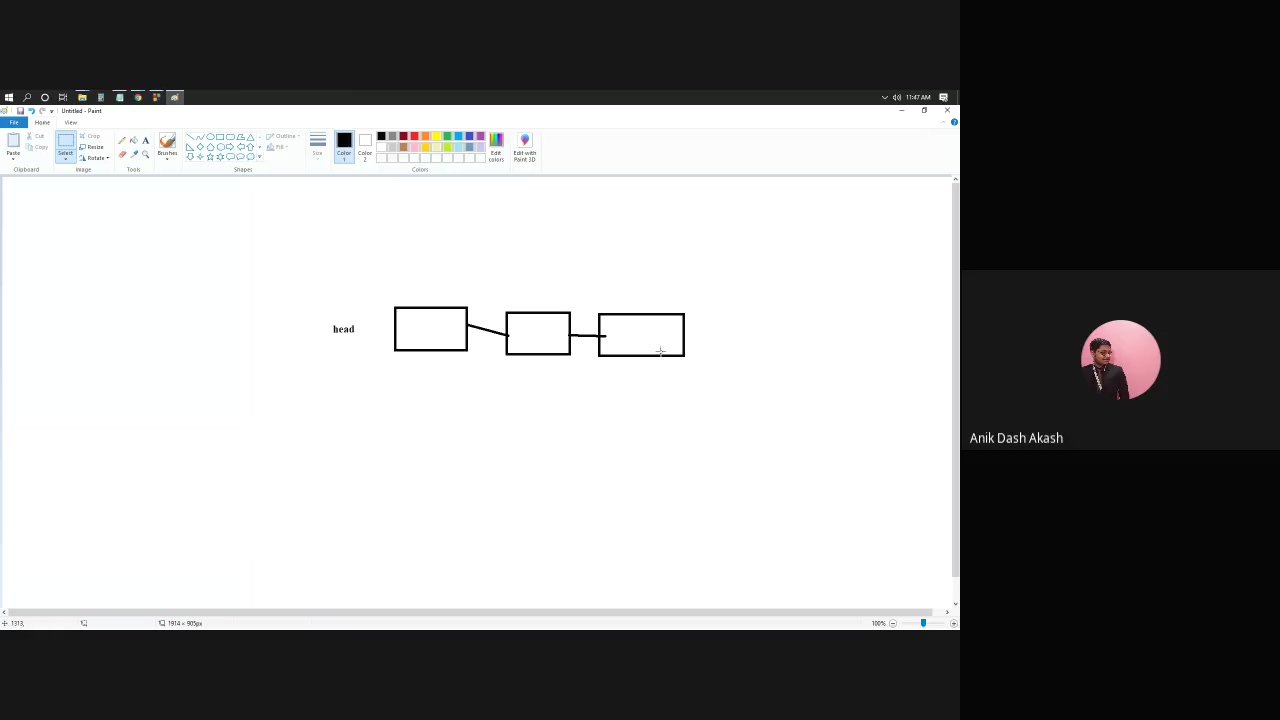 11:47 AM
Untitled - Paint
File Home View
Paste
Cut
Copy
Clipboard
Select
Crop
Resize
Rotate
Image
A
Tools
Brushes
Outline
Fill
Shapes
Size
Color
1
Color
2
Edit
colors
Edit with
Paint 3D
Colors
head
Anik Dash Akash
1313,
1914 × 905px
100%